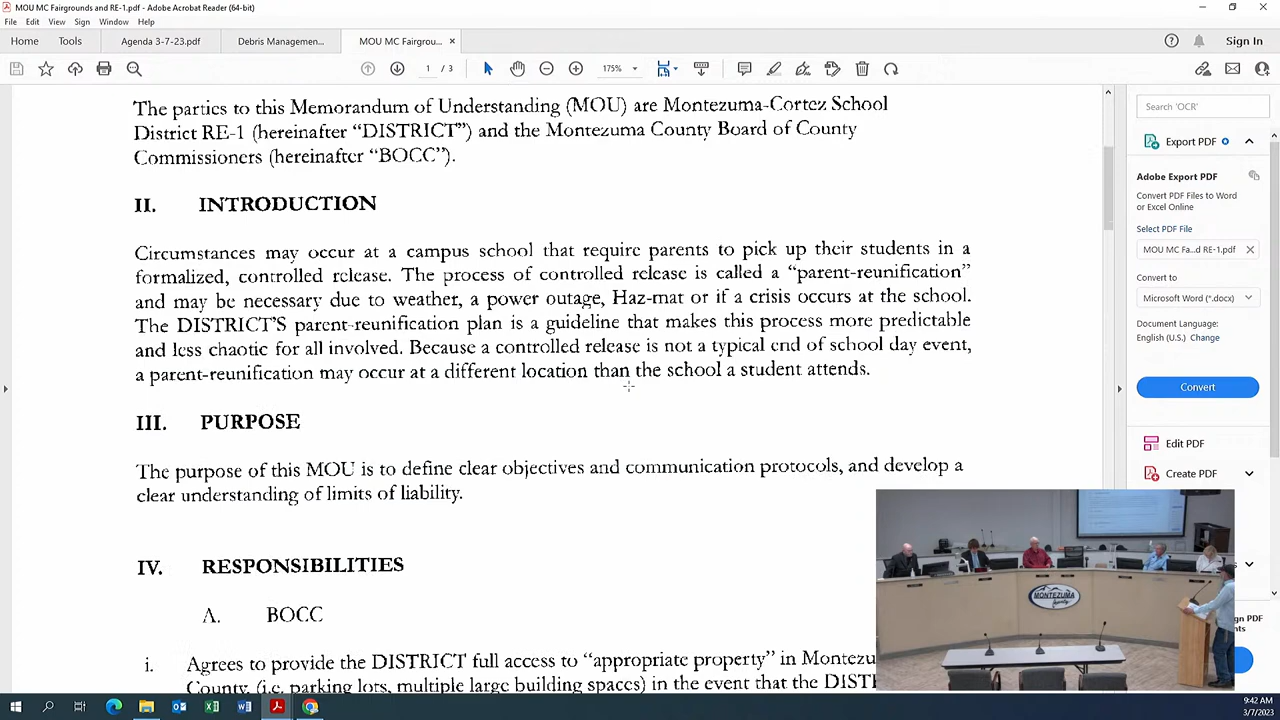 MOU MC Fairgrounds and RE-1.pdf - Adobe Acrobat Reader (64-bit)
File Edit View Sign Window Help
Home Tools Agenda 3-7-23.pdf Debris Managemen... MOU MC Fairgrou... ×
Sign In
1 / 3 175%
The parties to this Memorandum of Understanding (MOU) are Montezuma-Cortez School
District RE-1 (hereinafter “DISTRICT”) and the Montezuma County Board of County
Commissioners (hereinafter “BOCC”).
II. INTRODUCTION
Circumstances may occur at a campus school that require parents to pick up their students in a
formalized, controlled release. The process of controlled release is called a “parent-reunification”
and may be necessary due to weather, a power outage, Haz-mat or if a crisis occurs at the school.
The DISTRICT'S parent-reunification plan is a guideline that makes this process more predictable
and less chaotic for all involved. Because a controlled release is not a typical end of school day event,
a parent-reunification may occur at a different location than the school a student attends.
III. PURPOSE
The purpose of this MOU is to define clear objectives and communication protocols, and develop a
clear understanding of limits of liability.
IV. RESPONSIBILITIES
A. BOCC
i. Agrees to provide the DISTRICT full access to “appropriate property” in Montezu
County, (i.e. parking lots, multiple large building spaces) in the event that the DISTR
Search 'OCR'
Export PDF
Adobe Export PDF
Convert PDF Files to Word
or Excel Online
Select PDF File
MOU MC Fa...d RE-1.pdf ×
Convert to
Microsoft Word (*.docx)
Document Language:
English (U.S.) Change
Convert
Edit PDF
Create PDF
MONTEZUMA
County
gn PDF
nts
9:42 AM
3/7/2023